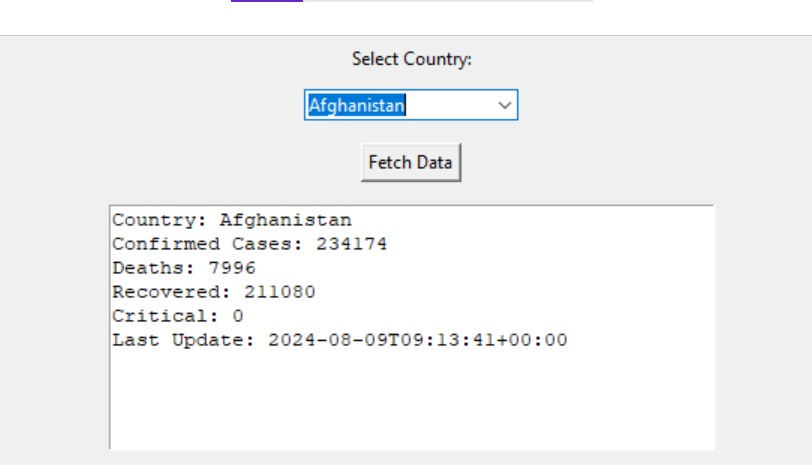 Select Country:
Afghanistan
Fetch Data
Country: Afghanistan
Confirmed Cases: 234174
Deaths: 7996
Recovered: 211080
Critical: 0
Last Update: 2024-08-09T09:13:41+00:00